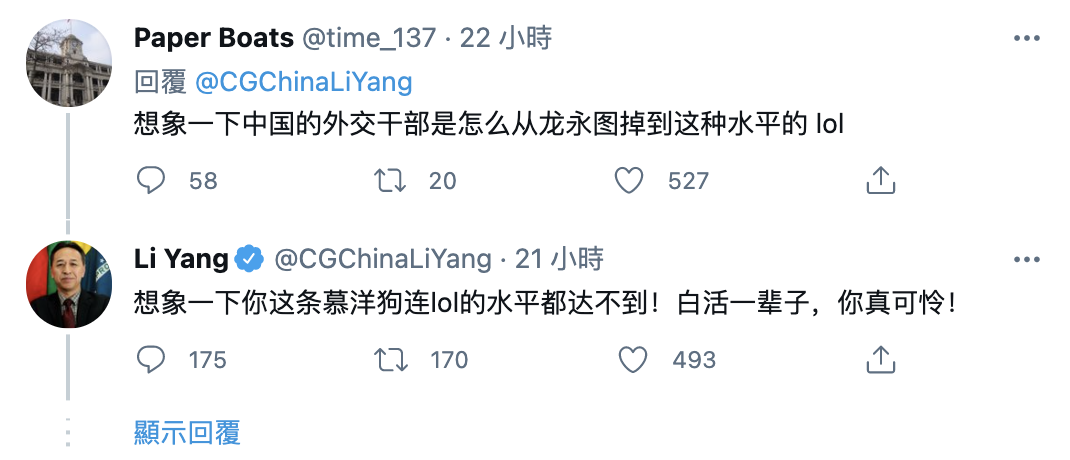 Paper Boats @time_137 · 22 小時
回覆 @CGChinaLiYang
想象一下中国的外交干部是怎么从龙永图掉到这种水平的 lol
58 20 527
Li Yang @CGChinaLiYang · 21 小時
想象一下你这条慕洋狗连lol的水平都达不到！白活一辈子，你真可怜！
175 170 493
顯示回覆